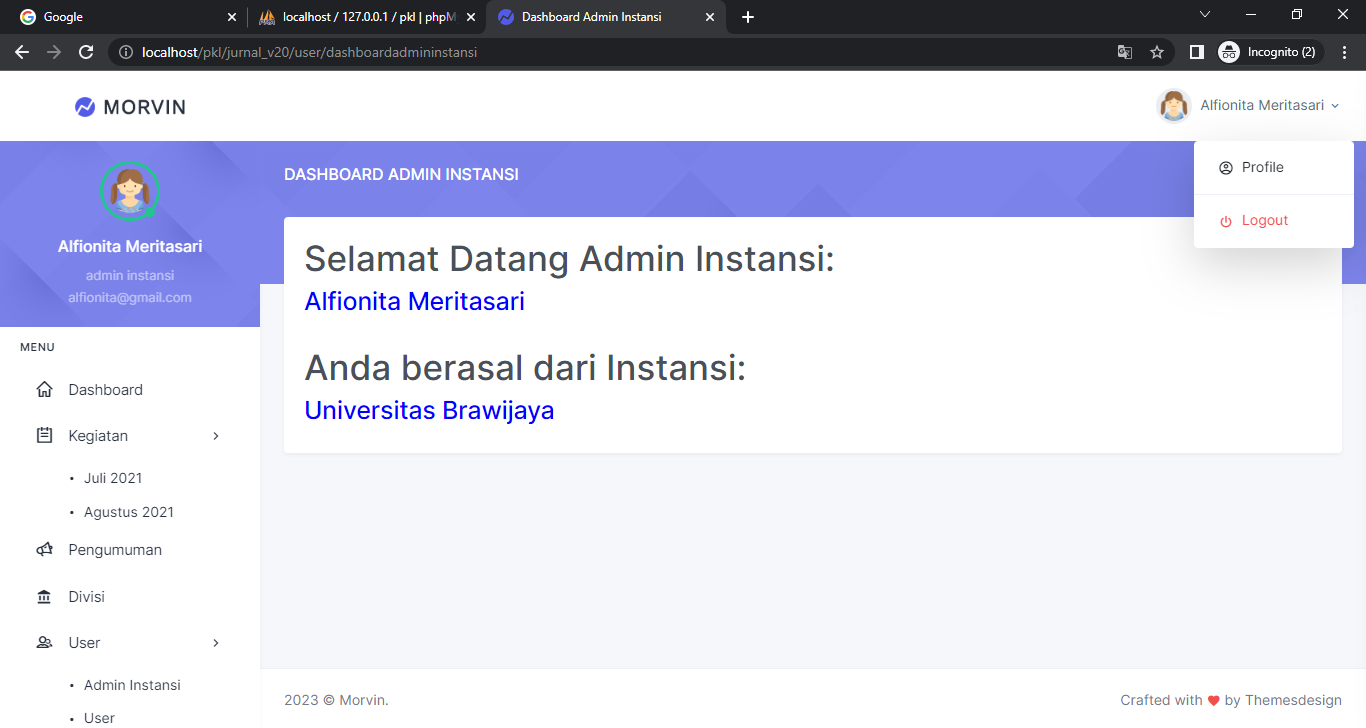 Google
localhost / 127.0.0.1 / pkl | phpM
Dashboard Admin Instansi
localhost/pkl/jurnal_v20/user/dashboardadmininstansi
Incognito (2)
MORVIN
Alfionita Meritasari
Profile
Logout
Alfionita Meritasari
admin instansi
alfionita@gmail.com
MENU
Dashboard
Kegiatan
• Juli 2021
• Agustus 2021
Pengumuman
Divisi
User
• Admin Instansi
• User
DASHBOARD ADMIN INSTANSI
Selamat Datang Admin Instansi:
Alfionita Meritasari
Anda berasal dari Instansi:
Universitas Brawijaya
2023 © Morvin.
Crafted with ❤ by Themesdesign